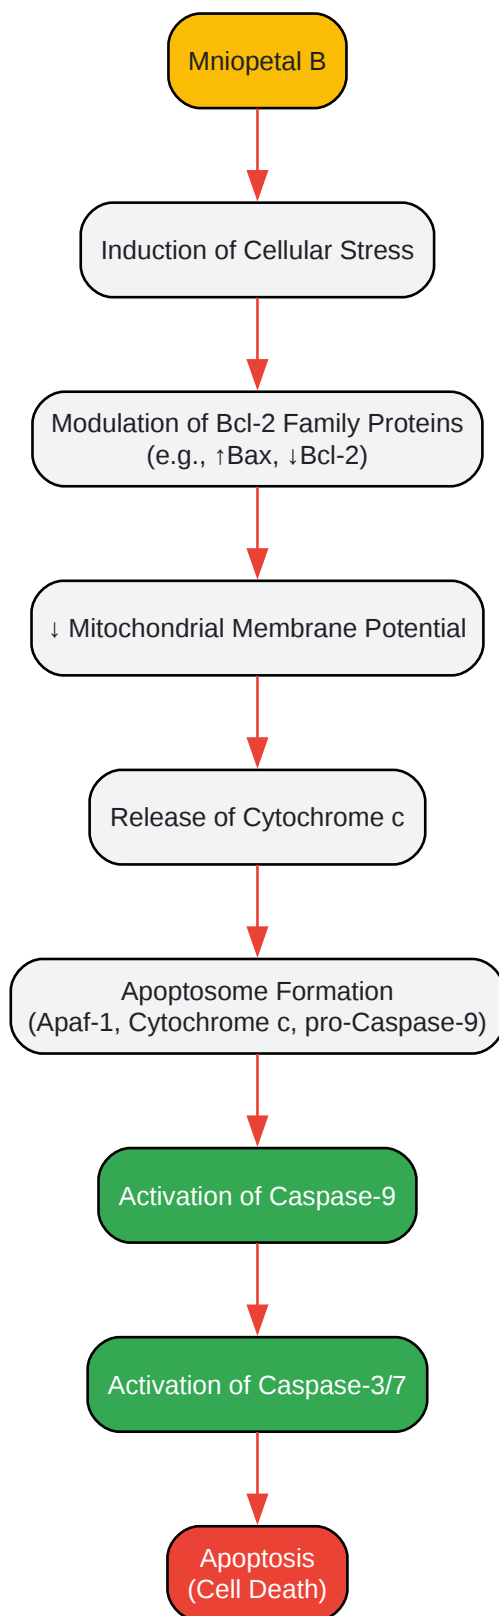 Mniopetal B
Induction of Cellular Stress
Modulation of Bcl-2 Family Proteins
(e.g., ↑Bax, ↓Bcl-2)
↓ Mitochondrial Membrane Potential
Release of Cytochrome c
Apoptosome Formation
(Apaf-1, Cytochrome c, pro-Caspase-9)
Activation of Caspase-9
Activation of Caspase-3/7
Apoptosis
(Cell Death)